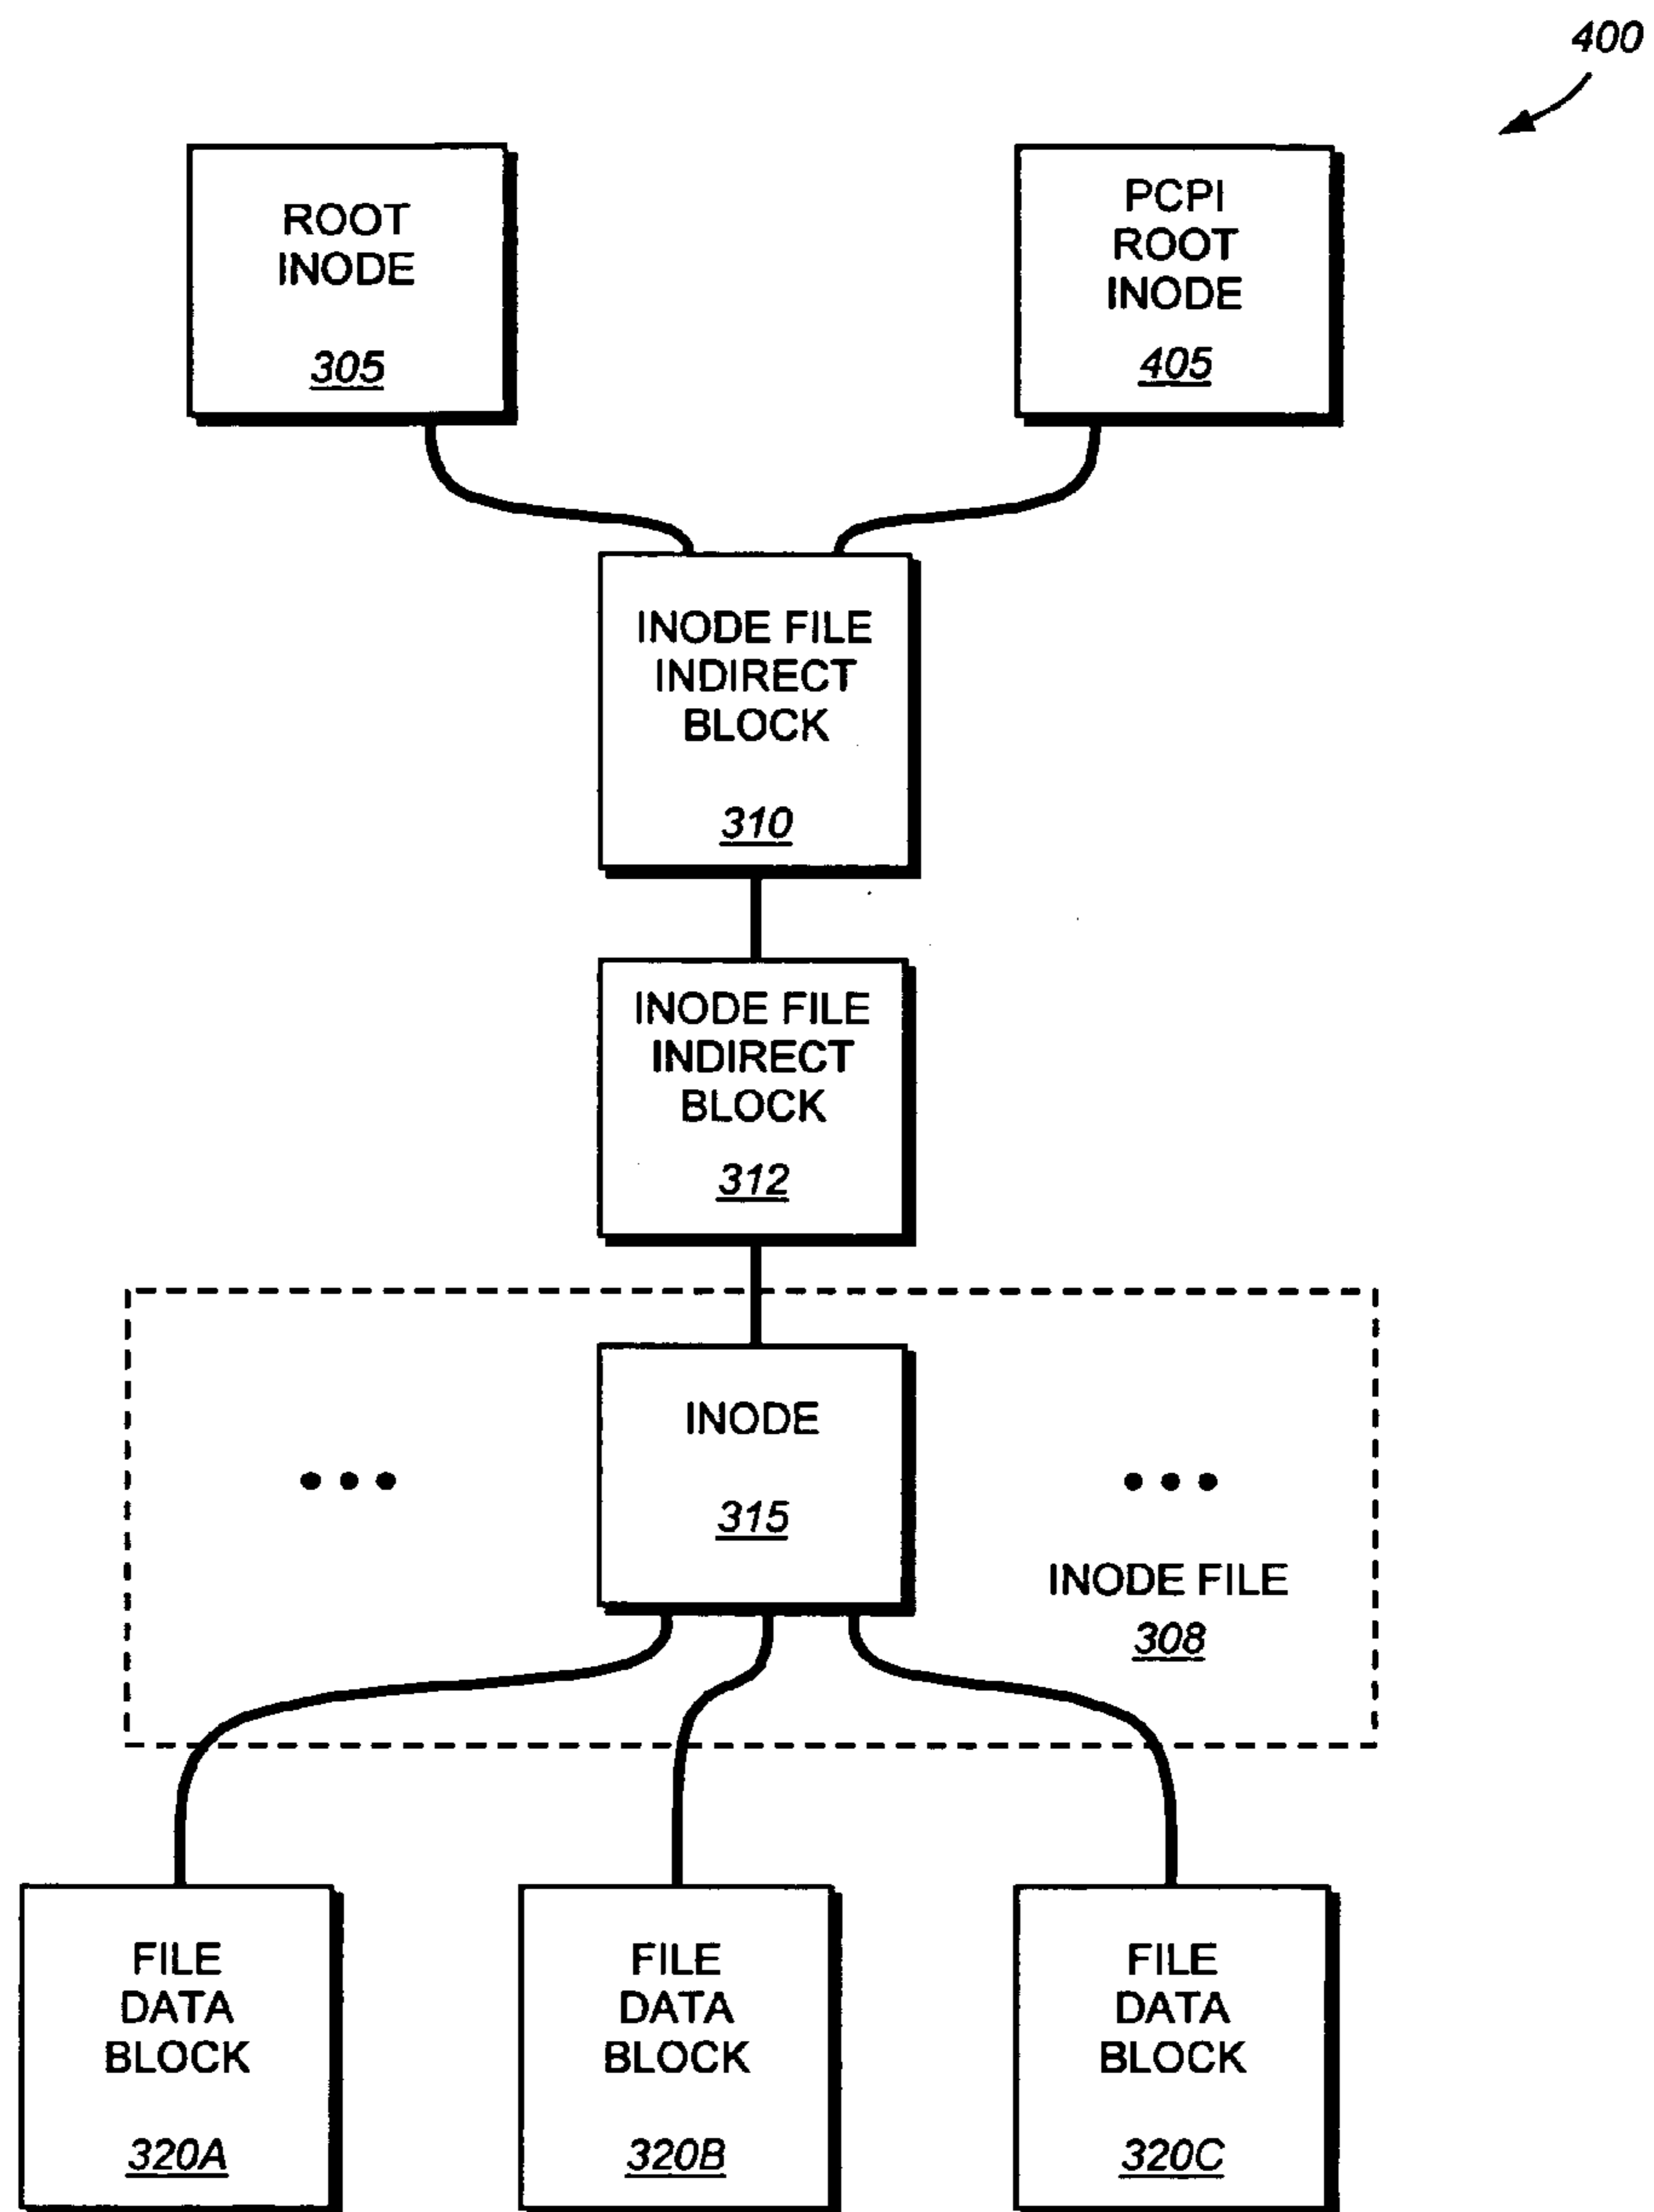 400
ROOT
INODE
305
PCPI
ROOT
INODE
405
INODE FILE
INDIRECT
BLOCK
310
INODE FILE
INDIRECT
BLOCK
312
INODE
315
INODE FILE
308
FILE
DATA
BLOCK
320A
FILE
DATA
BLOCK
320B
FILE
DATA
BLOCK
320C